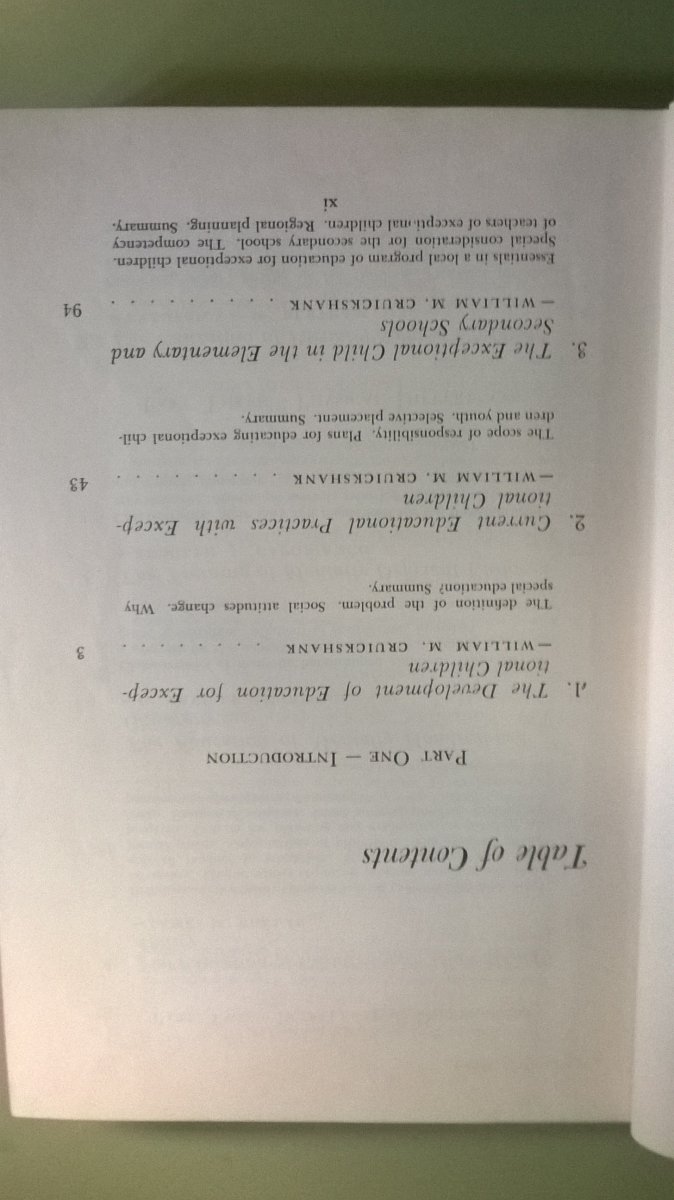 Table of Contents
PART ONE — INTRODUCTION
1. The Development of Education for Excep-
tional Children
—WILLIAM M. CRUICKSHANK . . . . . . . . 3
The definition of the problem. Social attitudes change. Why
special education? Summary.
2. Current Educational Practices with Excep-
tional Children
—WILLIAM M. CRUICKSHANK . . . . . . . . 43
The scope of responsibility. Plans for educating exceptional chil-
dren and youth. Selective placement. Summary.
3. The Exceptional Child in the Elementary and
Secondary Schools
—WILLIAM M. CRUICKSHANK . . . . . . . . 94
Essentials in a local program of education for exceptional children.
Special consideration for the secondary school. The competency
of teachers of exceptional children. Regional planning. Summary.
xi